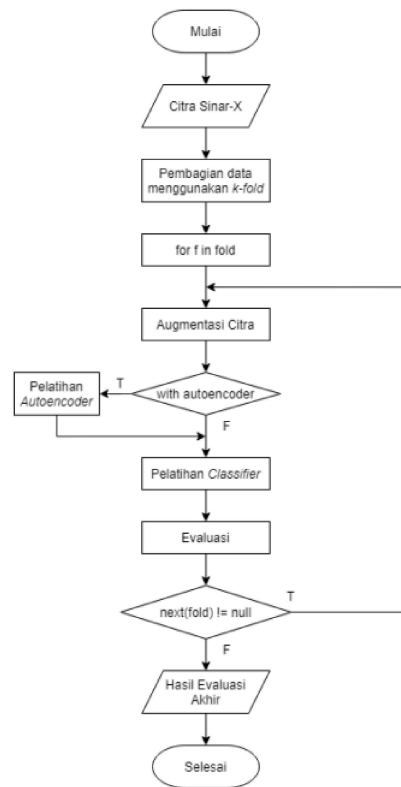 Mulai
Citra Sinar-X
Pembagian data
menggunakan k-fold
for f in fold
Augmentasi Citra
with autoencoder
T
Pelatihan
Autoencoder
F
Pelatihan Classifier
Evaluasi
next(fold) != null
T
F
Hasil Evaluasi
Akhir
Selesai